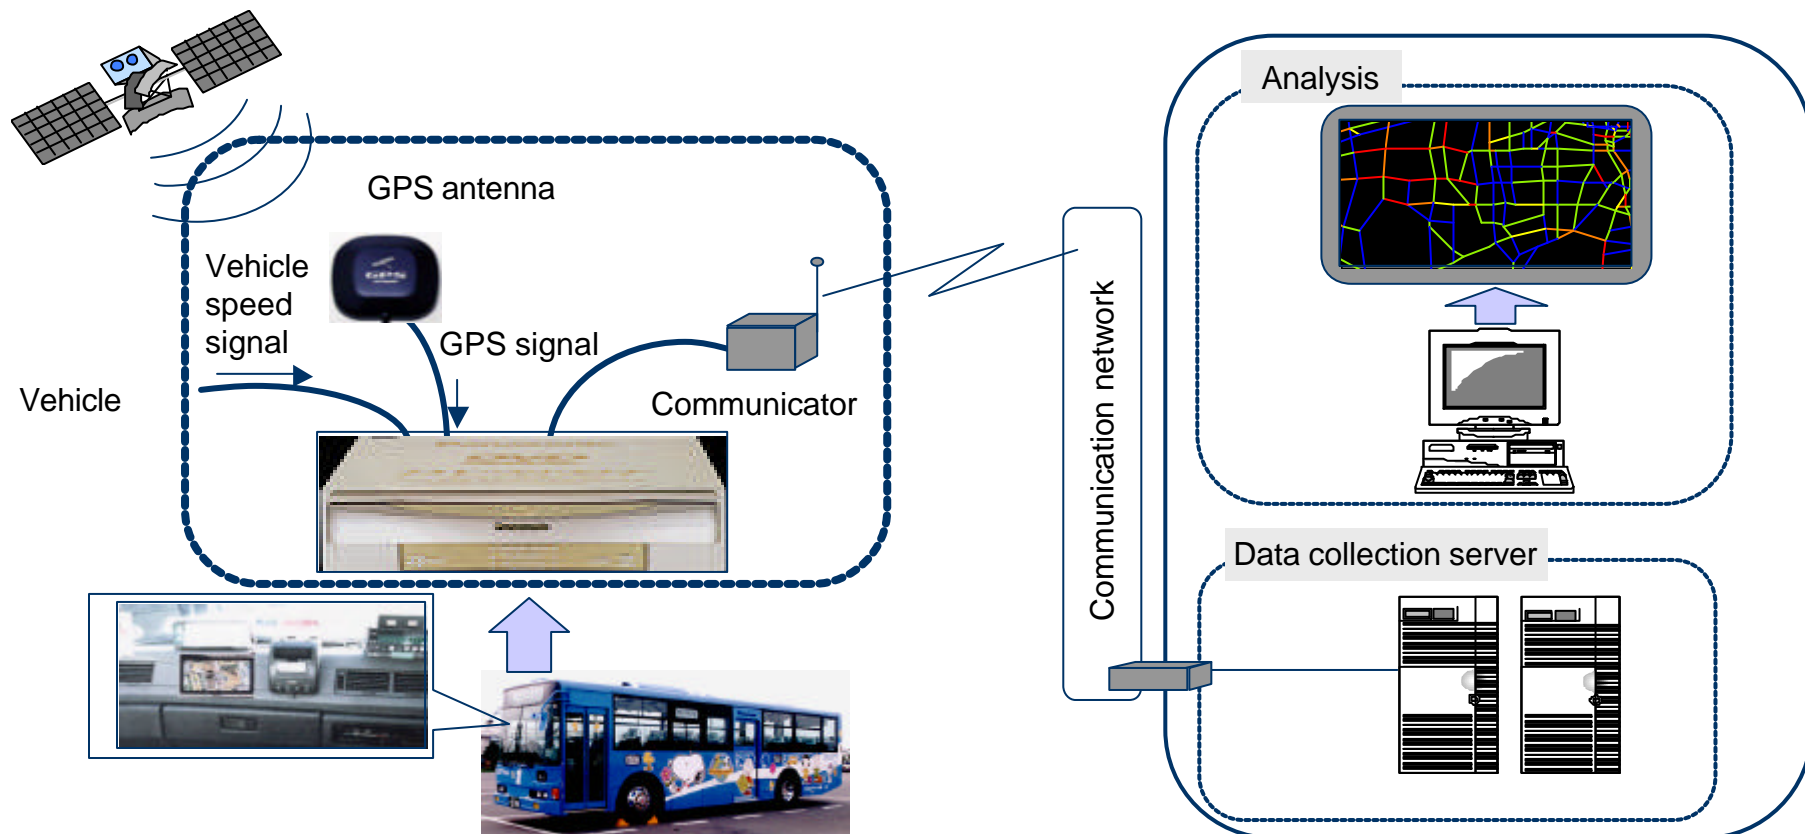 GPS antenna
Vehicle
speed
signal
GPS signal
Vehicle
Communicator
Communication network
Analysis
Data collection server